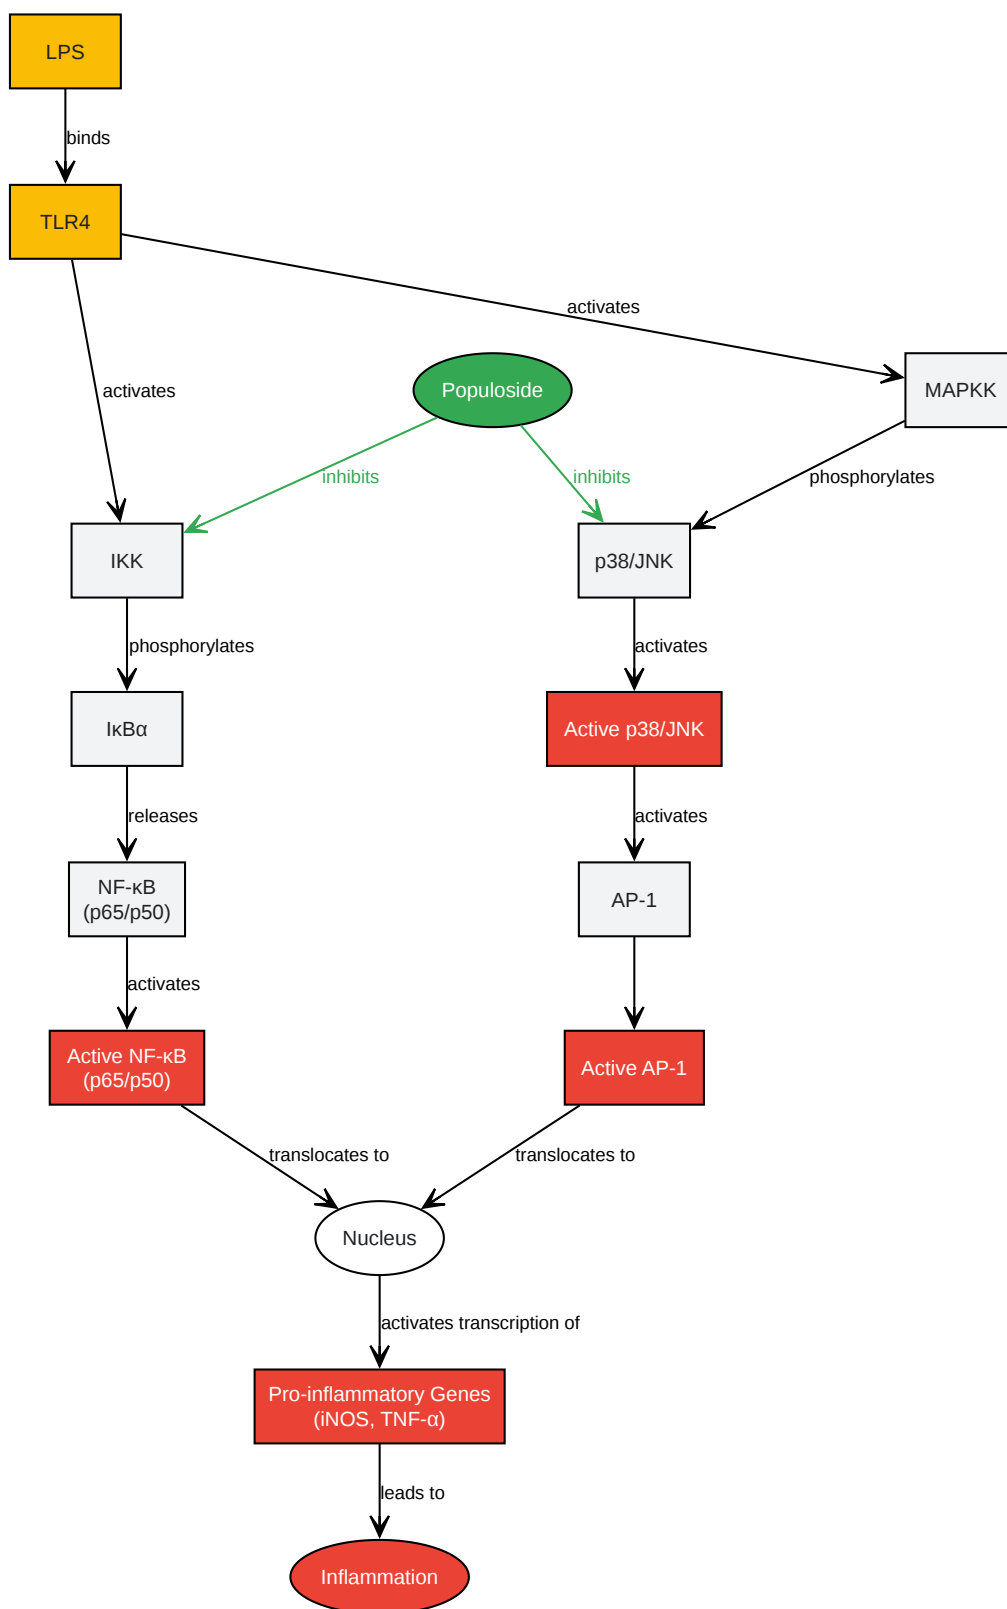 LPS
binds
TLR4
activates
activates
Populoside
MAPKK
inhibits
inhibits
phosphorylates
IKK
p38/JNK
phosphorylates
activates
IκBα
Active p38/JNK
releases
activates
NF-κB
(p65/p50)
AP-1
activates
Active NF-κB
(p65/p50)
Active AP-1
translocates to
translocates to
Nucleus
activates transcription of
Pro-inflammatory Genes
(iNOS, TNF-α)
leads to
Inflammation